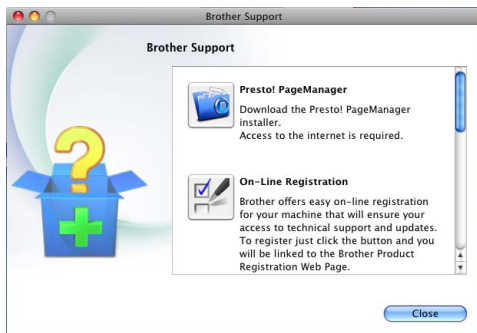 Brother Support
Brother Support
Presto! PageManager
Download the Presto! PageManager
installer.
Access to the internet is required.
On-Line Registration
Brother offers easy on-line registration
for your machine that will ensure your
access to technical support and updates.
To register just click the button and you
will be linked to the Brother Product
Registration Web Page.
Close